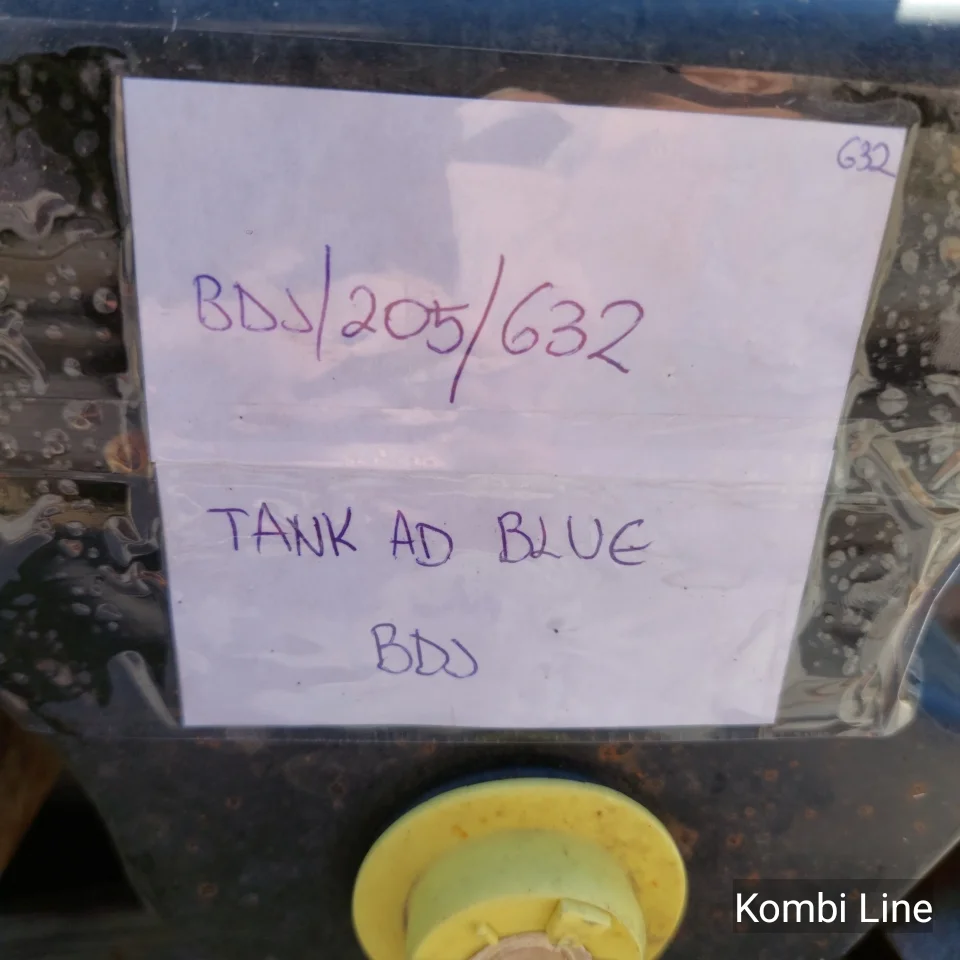 632
BDJ/205/632
TANK AD BLUE
BDJ
Kombi Line